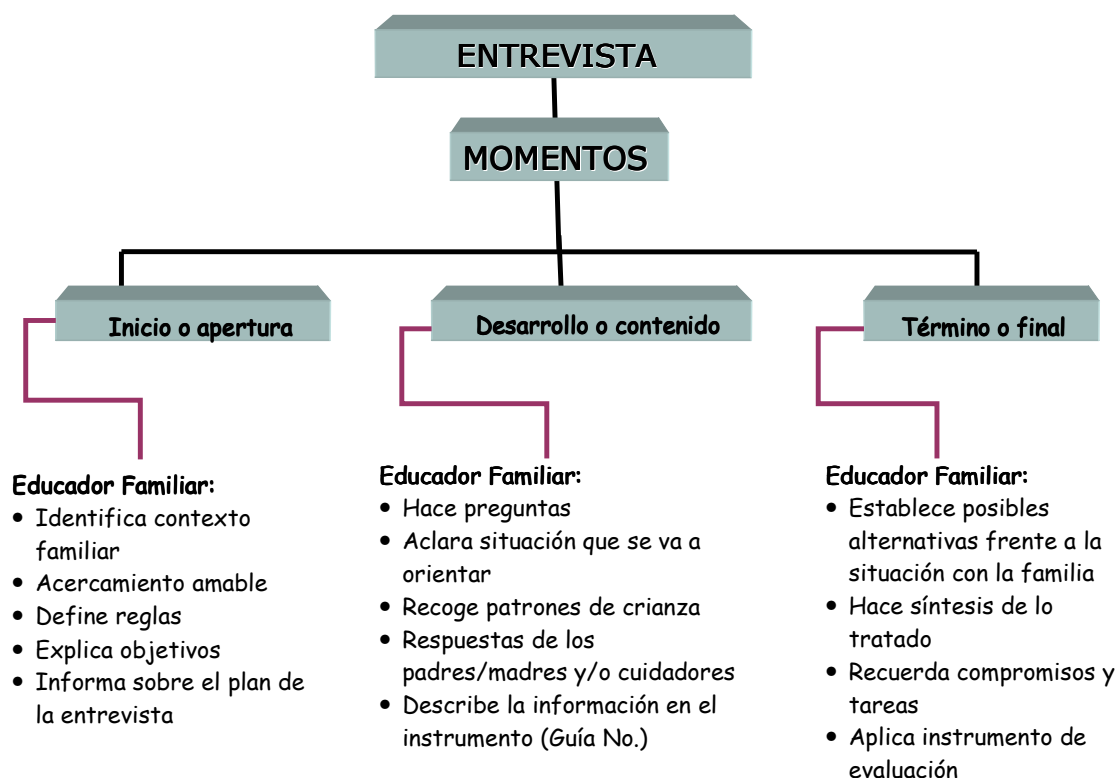 ENTREVISTA
MOMENTOS
Inicio o apertura
Educador Familiar:
• Identifica contexto
familiar
• Acercamiento amable
• Define reglas
• Explica objetivos
• Informa sobre el plan de
la entrevista
Desarrollo o contenido
Educador Familiar:
• Hace preguntas
• Aclara situación que se va a
orientar
• Recoge patrones de crianza
• Respuestas de los
padres/madres y/o cuidadores
• Describe la información en el
instrumento (Guía No.)
Término o final
Educador Familiar:
• Establece posibles
alternativas frente a la
situación con la familia
• Hace síntesis de lo
tratado
• Recuerda compromisos y
tareas
• Aplica instrumento de
evaluación